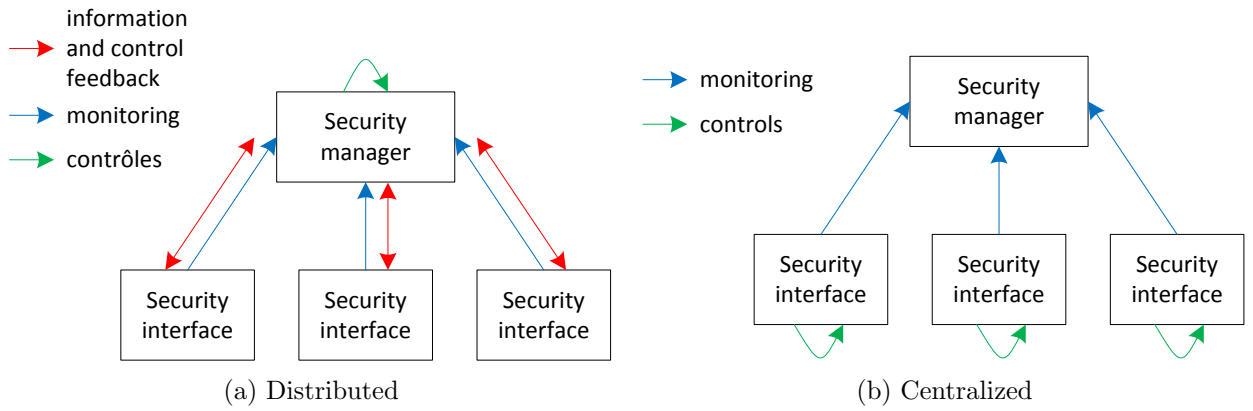 information
and control
feedback
monitoring
contrôles
Security
manager
Security
interface
Security
interface
Security
interface
(a) Distributed
monitoring
controls
Security
manager
Security
interface
Security
interface
Security
interface
(b) Centralized